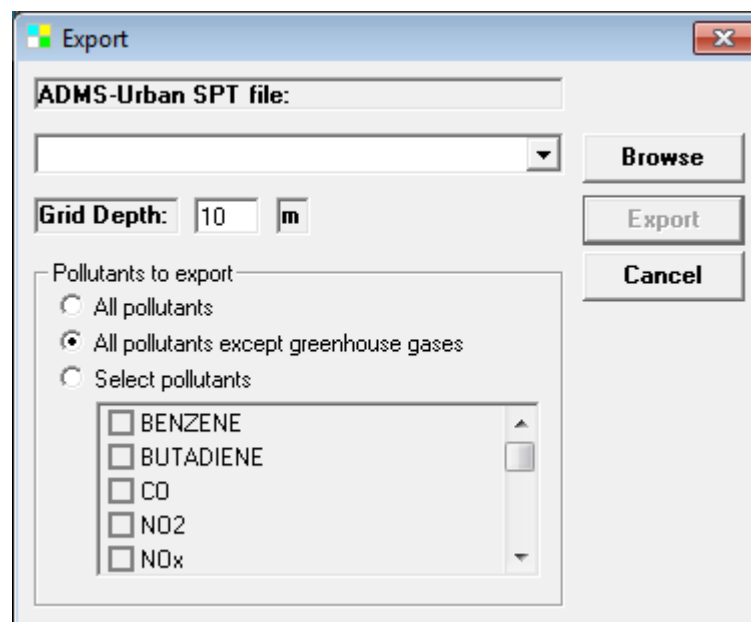 Export
ADMS-Urban SPT file:
Browse
Grid Depth: 10 m
Export
Cancel
Pollutants to export
All pollutants
All pollutants except greenhouse gases
Select pollutants
BENZENE
BUTADIENE
CO
NO2
NOx